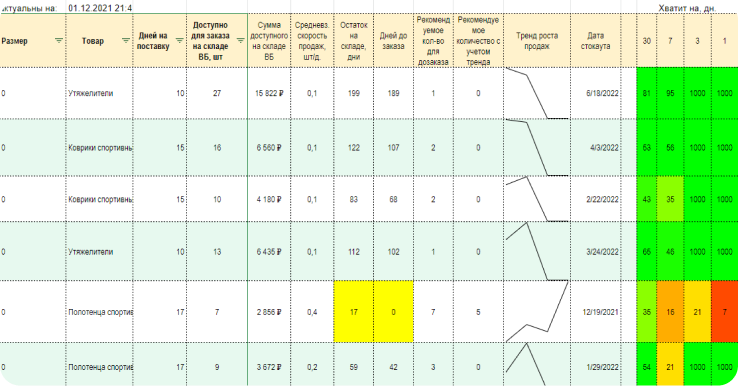 ктуальны на: 01.12.2021 21:4 Хватит на, дн.
Размер Товар Дней на поставку Доступно для заказа на складе ВБ, шт Сумма доступного на складе ВБ Средневз. скорость продаж, шт/д. Остаток на складе, дни Дней до заказа Рекоменд уемое кол-во для дозаказа Рекомендуе мое количество с учетом тренда Тренд роста продаж Дата стокаута 30 7 3 1
0 Утяжелители 10 27 15 822 ₽ 0,1 199 189 1 0 6/18/2022 81 95 1000 1000
0 Коврики спортивнь 15 16 6 560 ₽ 0,1 122 107 2 0 4/3/2022 53 56 1000 1000
0 Коврики спортивнь 15 10 4 180 ₽ 0,1 83 68 2 0 2/22/2022 43 35 1000 1000
0 Утяжелители 10 13 6 435 ₽ 0,1 112 102 1 0 3/24/2022 65 46 1000 1000
0 Полотенца спортив 17 7 2 856 ₽ 0,4 17 0 7 5 12/19/2021 35 16 21 7
0 Полотенца спортив 17 9 3 672 ₽ 0,2 59 42 3 0 1/29/2022 54 21 1000 1000